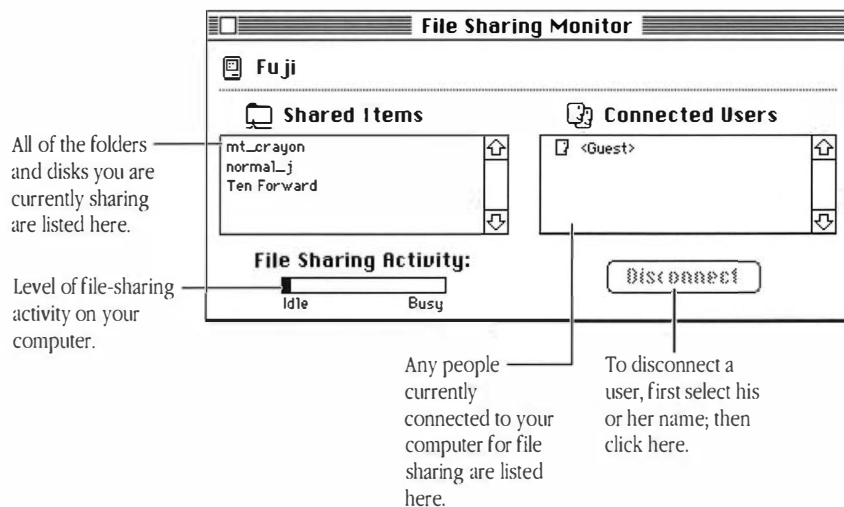 File Sharing Monitor
Fuji
Shared Items
Connected Users
mt_crayon
normal_j
Ten Forward
<Guest>
File Sharing Activity:
Idle
Busy
Disconnect
All of the folders
and disks you are
currently sharing
are listed here.
Level of file-sharing
activity on your
computer.
Any people
currently
connected to your
computer for file
sharing are listed
here.
To disconnect a
user, first select his
or her name; then
click here.